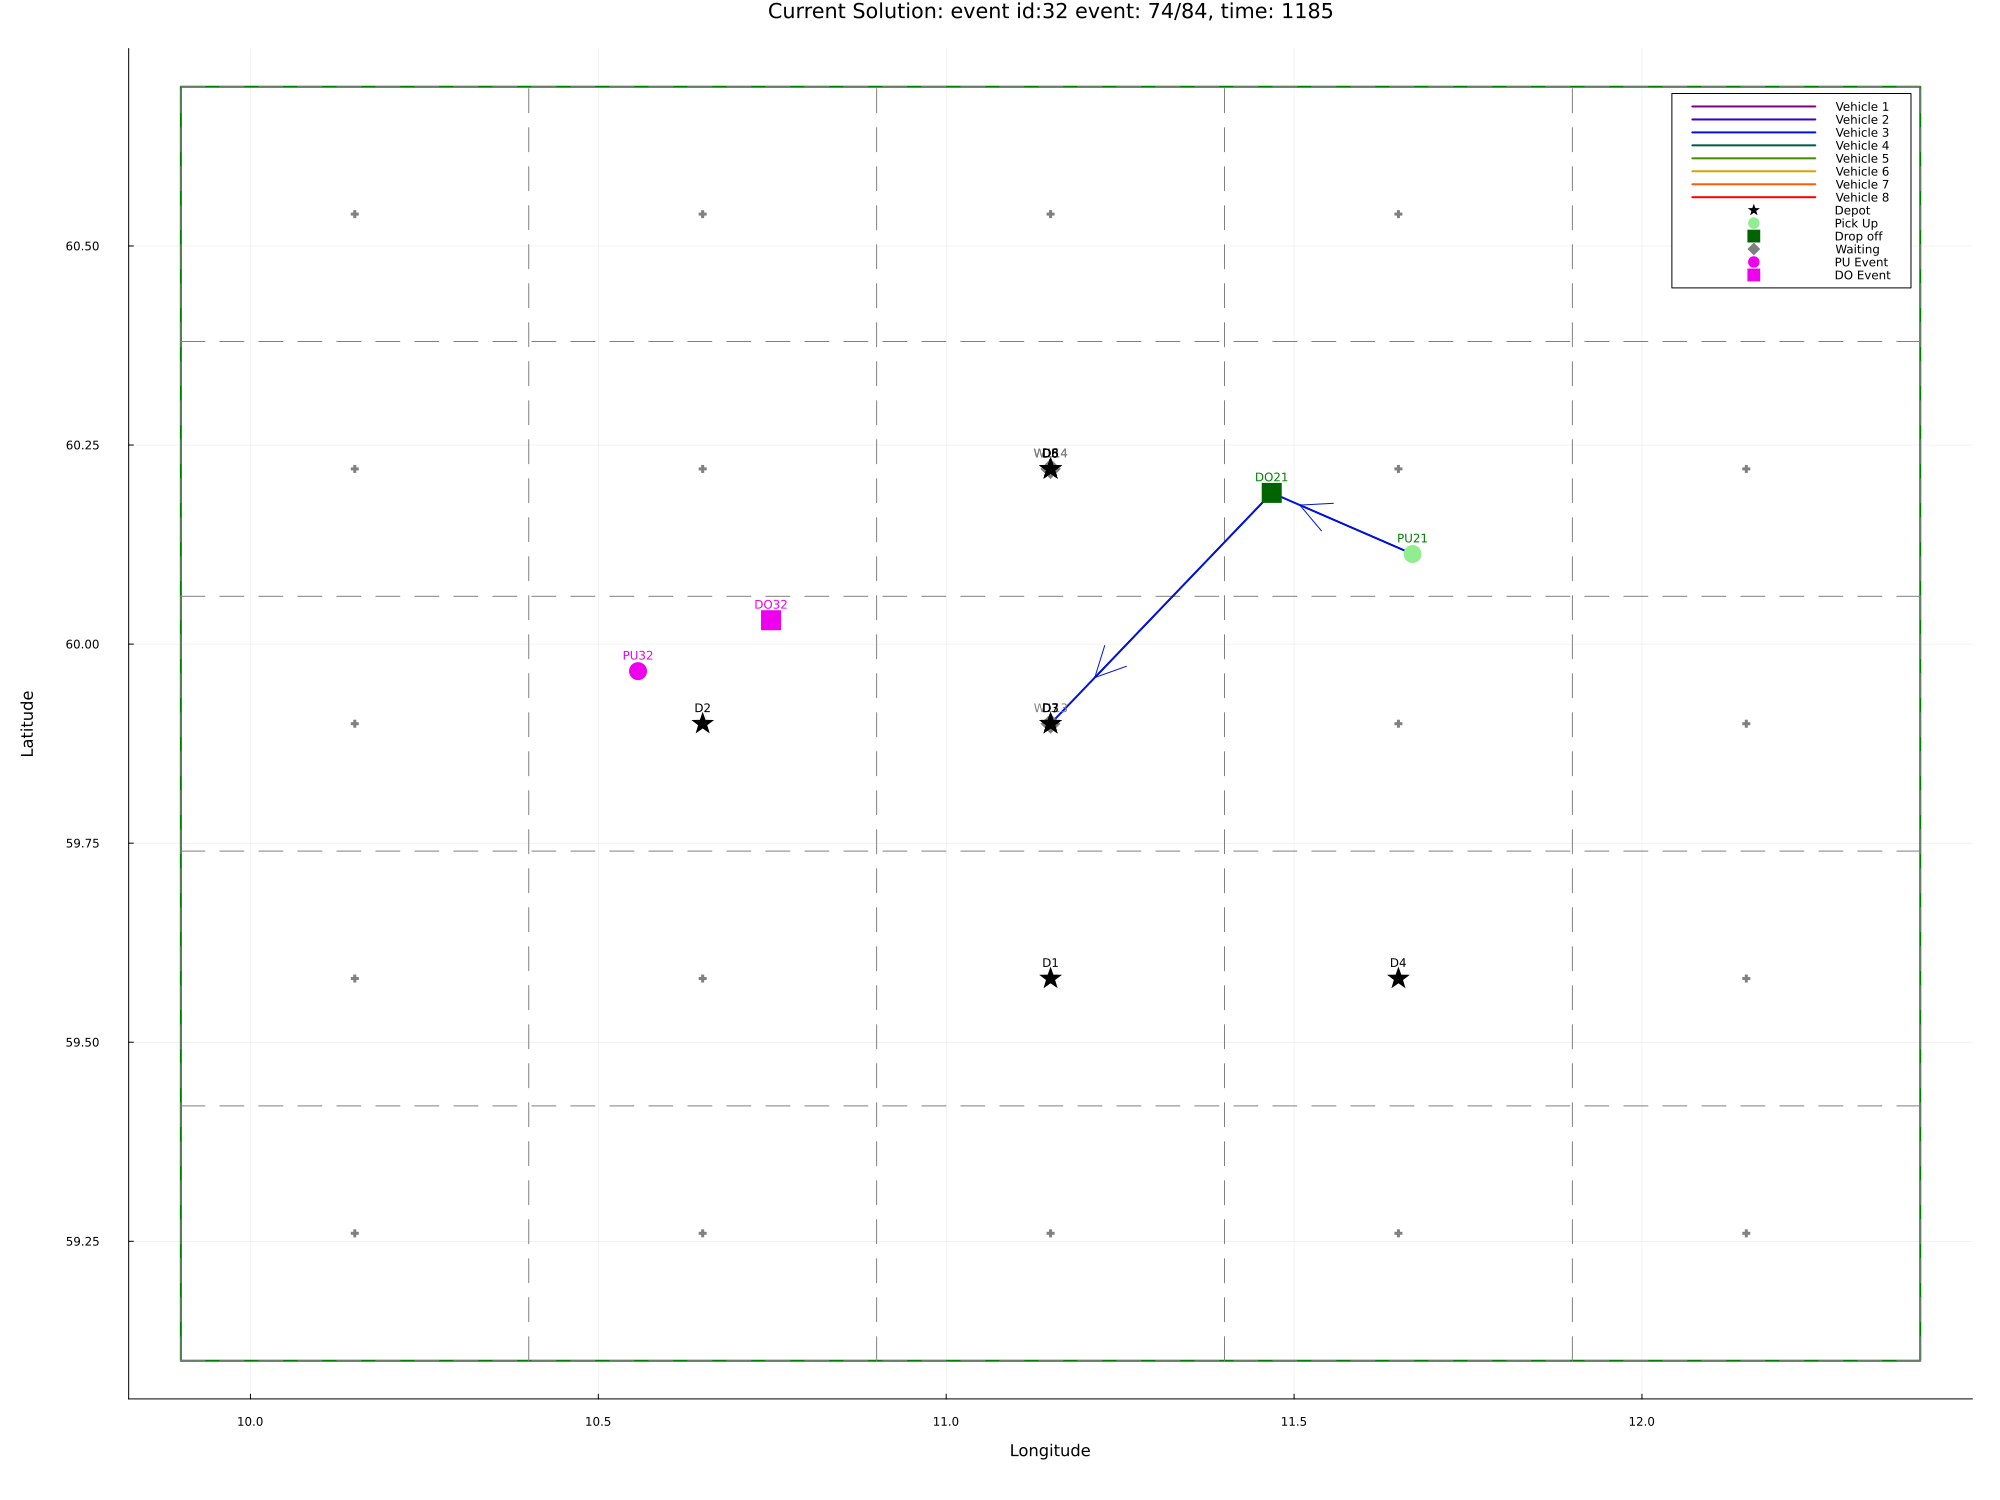 Current Solution: event id:32 event: 74/84, time: 1185
Vehicle 1
Vehicle 2
Vehicle 3
Vehicle 4
Vehicle 5
Vehicle 6
Vehicle 7
Vehicle 8
Depot
Pick Up
Drop off
Waiting
PU Event
DO Event
60.50
60.25
60.00
59.75
59.50
59.25
Latitude
DO21
PU21
DO32
PU32
D2
D1
D4
10.0
10.5
11.0
11.5
12.0
Longitude